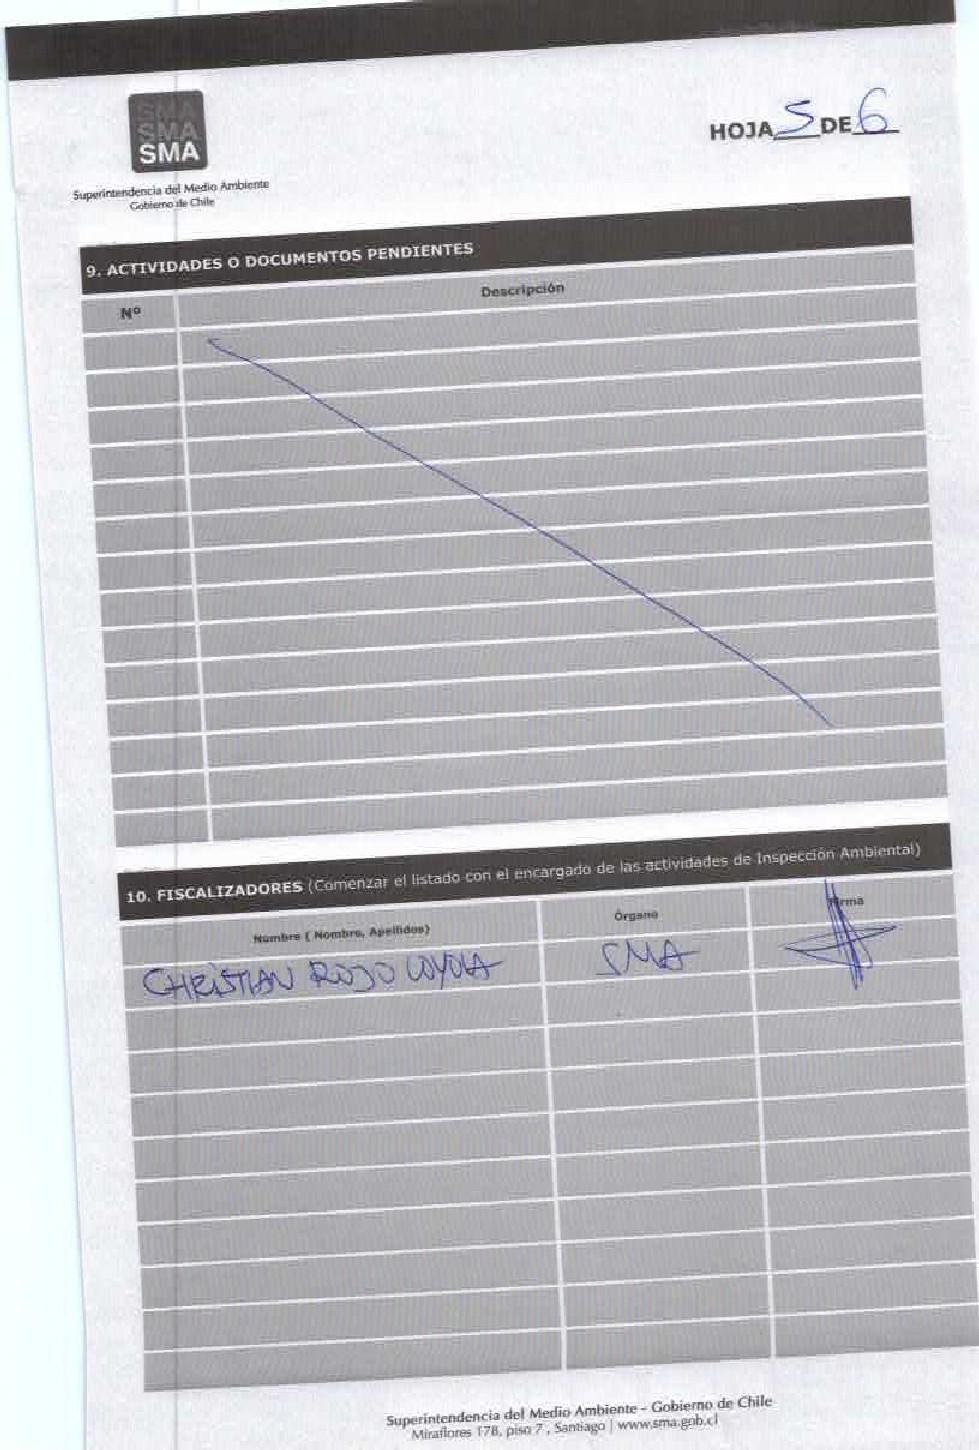 SMA
SMA
SMA
HOJA 5 DE 6
Superintendencia del Medio Ambiente
Gobierno de Chile
9. ACTIVIDADES O DOCUMENTOS PENDIENTES
Nº Descripción
10. FISCALIZADORES (Comenzar el listado con el encargado de las actividades de Inspección Ambiental)
Nombre ( Nombre, Apellidos) Órgano Firma
CHRISTIAN ROJO LOYOLA SMA
Superintendencia del Medio Ambiente - Gobierno de Chile
Miraflores 178, piso 7, Santiago | www.sma.gob.cl